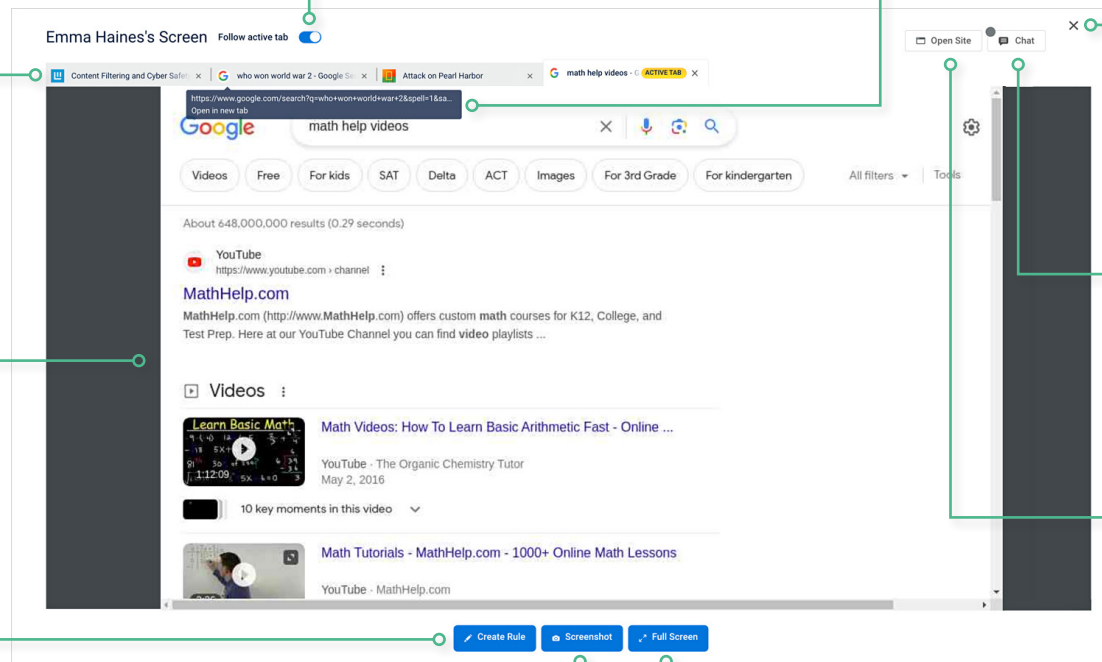 Emma Haines's Screen Follow active tab
Open Site
Chat
Content Filtering and Cyber Safet
who won world war 2 - Google Se
Attack on Pearl Harbor
math help videos - G ACTIVE TAB
https://www.google.com/search?q=who+won+world+war+2&spell=1&sa...
Open in new tab
Google
math help videos
Videos Free For kids SAT Delta ACT Images For 3rd Grade For kindergarten All filters Tools
About 648,000,000 results (0.29 seconds)
YouTube
https://www.youtube.com › channel
MathHelp.com
MathHelp.com (http://www.MathHelp.com) offers custom math courses for K12, College, and
Test Prep. Here at our YouTube Channel you can find video playlists ...
Videos
Learn Basic Math
1:12:09
Math Videos: How To Learn Basic Arithmetic Fast - Online ...
YouTube · The Organic Chemistry Tutor
May 2, 2016
10 key moments in this video
Math Tutorials - MathHelp.com - 1000+ Online Math Lessons
YouTube · MathHelp.com
Create Rule Screenshot Full Screen